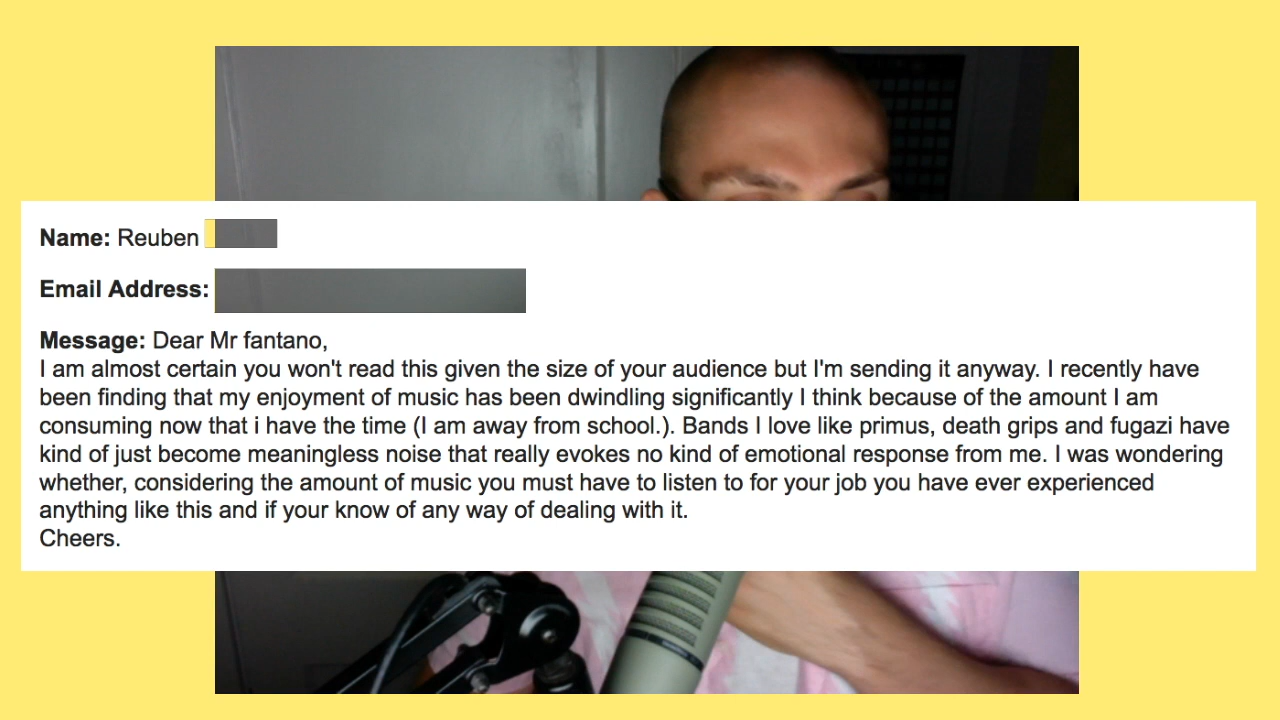 Name: Reuben
Email Address:
Message: Dear Mr fantano,
I am almost certain you won't read this given the size of your audience but I'm sending it anyway. I recently have
been finding that my enjoyment of music has been dwindling significantly I think because of the amount I am
consuming now that i have the time (I am away from school.). Bands I love like primus, death grips and fugazi have
kind of just become meaningless noise that really evokes no kind of emotional response from me. I was wondering
whether, considering the amount of music you must have to listen to for your job you have ever experienced
anything like this and if your know of any way of dealing with it.
Cheers.